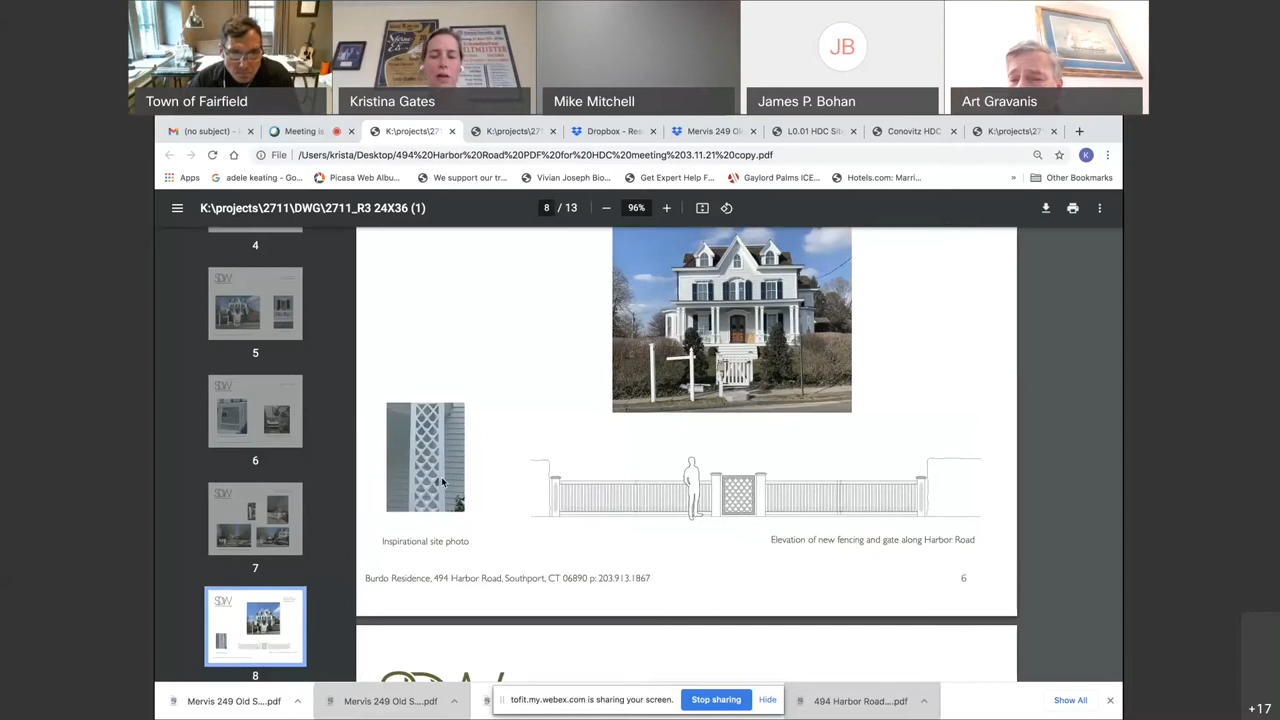 Town of Fairfield
Kristina Gates
Mike Mitchell
JB
James P. Bohan
Art Gravanis
(no subject) -
Meeting is
K:\projects\271
K:\projects\271
Dropbox - Res
Mervis 249 Ol
L0.01 HDC Si
Conovitz HDC
K:\projects\271
File
/Users/krista/Desktop/494%20Harbor%20Road%20PDF%20for%20HDC%20meeting%203.11.21%20copy.pdf
K
Apps
adele keating - Go...
Picasa Web Albu...
We support our tr...
Vivian Joseph Bio...
Get Expert Help F...
Gaylord Palms ICE...
Hotels.com: Marri...
»
Other Bookmarks
K:\projects\2711\DWG\2711_R3 24X36 (1)
8 / 13
96%
4
5
6
7
8
Inspirational site photo
Elevation of new fencing and gate along Harbor Road
Burdo Residence, 494 Harbor Road, Southport, CT 06890 p: 203.913.1867
6
SDW
Mervis 249 Old S....pdf
Mervis 249 Old S....pdf
tofit.my.webex.com is sharing your screen.
Stop sharing
Hide
494 Harbor Road....pdf
Show All
+17